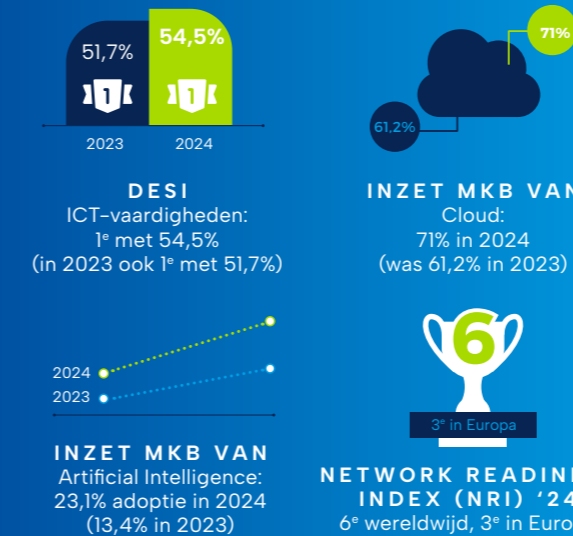 51,7%
54,5%
1
1
2023
2024
DESI
ICT-vaardigheden:
1e met 54,5%
(in 2023 ook 1e met 51,7%)
71%
61,2%
INZET MKB VAN
Cloud:
71% in 2024
(was 61,2% in 2023)
2024
2023
INZET MKB VAN
Artificial Intelligence:
23,1% adoptie in 2024
(13,4% in 2023)
6
3e in Europa
NETWORK READIN
INDEX (NRI) ‘24
6e wereldwijd, 3e in Euro